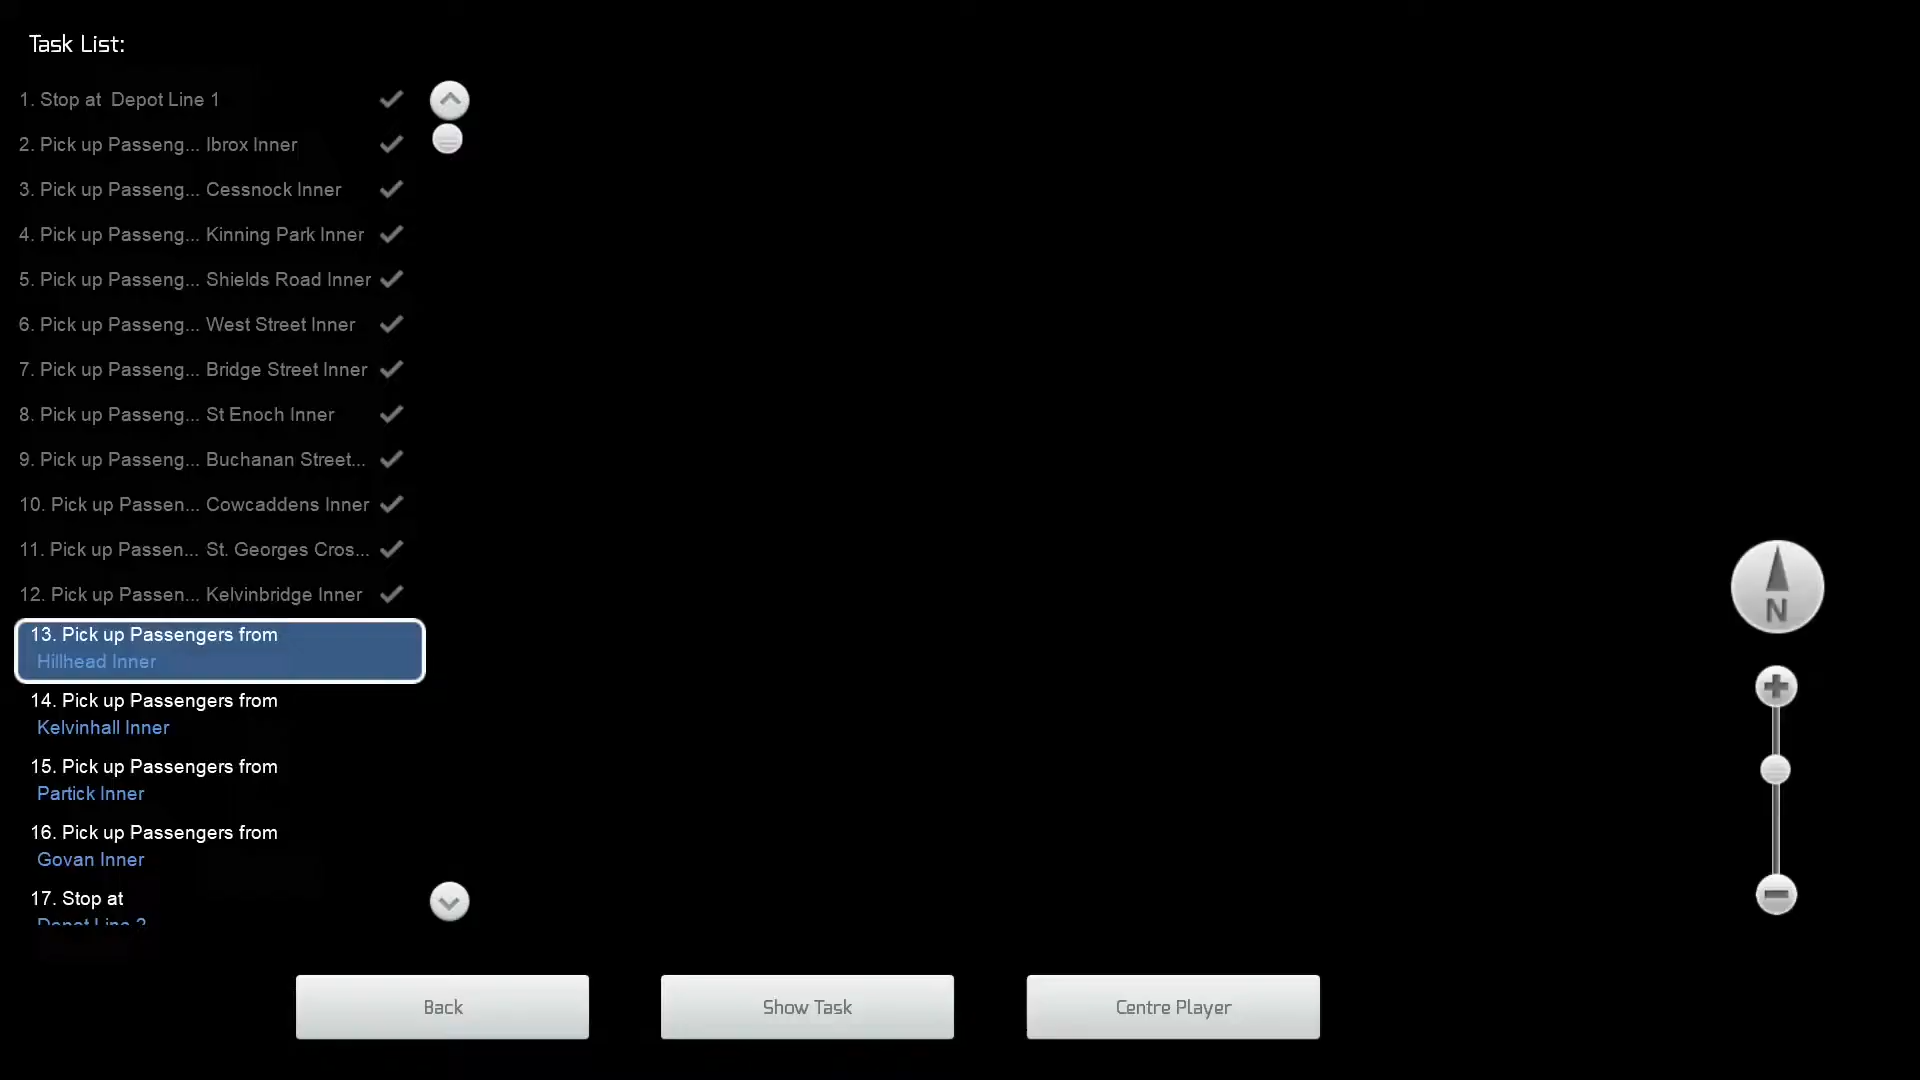 Task List:
1. Stop at Depot Line 1
2. Pick up Passeng... Ibrox Inner
3. Pick up Passeng... Cessnock Inner
4. Pick up Passeng... Kinning Park Inner
5. Pick up Passeng... Shields Road Inner
6. Pick up Passeng... West Street Inner
7. Pick up Passeng... Bridge Street Inner
8. Pick up Passeng... St Enoch Inner
9. Pick up Passeng... Buchanan Street...
10. Pick up Passen... Cowcaddens Inner
11. Pick up Passen... St. Georges Cros...
12. Pick up Passen... Kelvinbridge Inner
13. Pick up Passengers from
Hillhead Inner
14. Pick up Passengers from
Kelvinhall Inner
15. Pick up Passengers from
Partick Inner
16. Pick up Passengers from
Govan Inner
17. Stop at
Depot Line 2
N
Back
Show Task
Centre Player